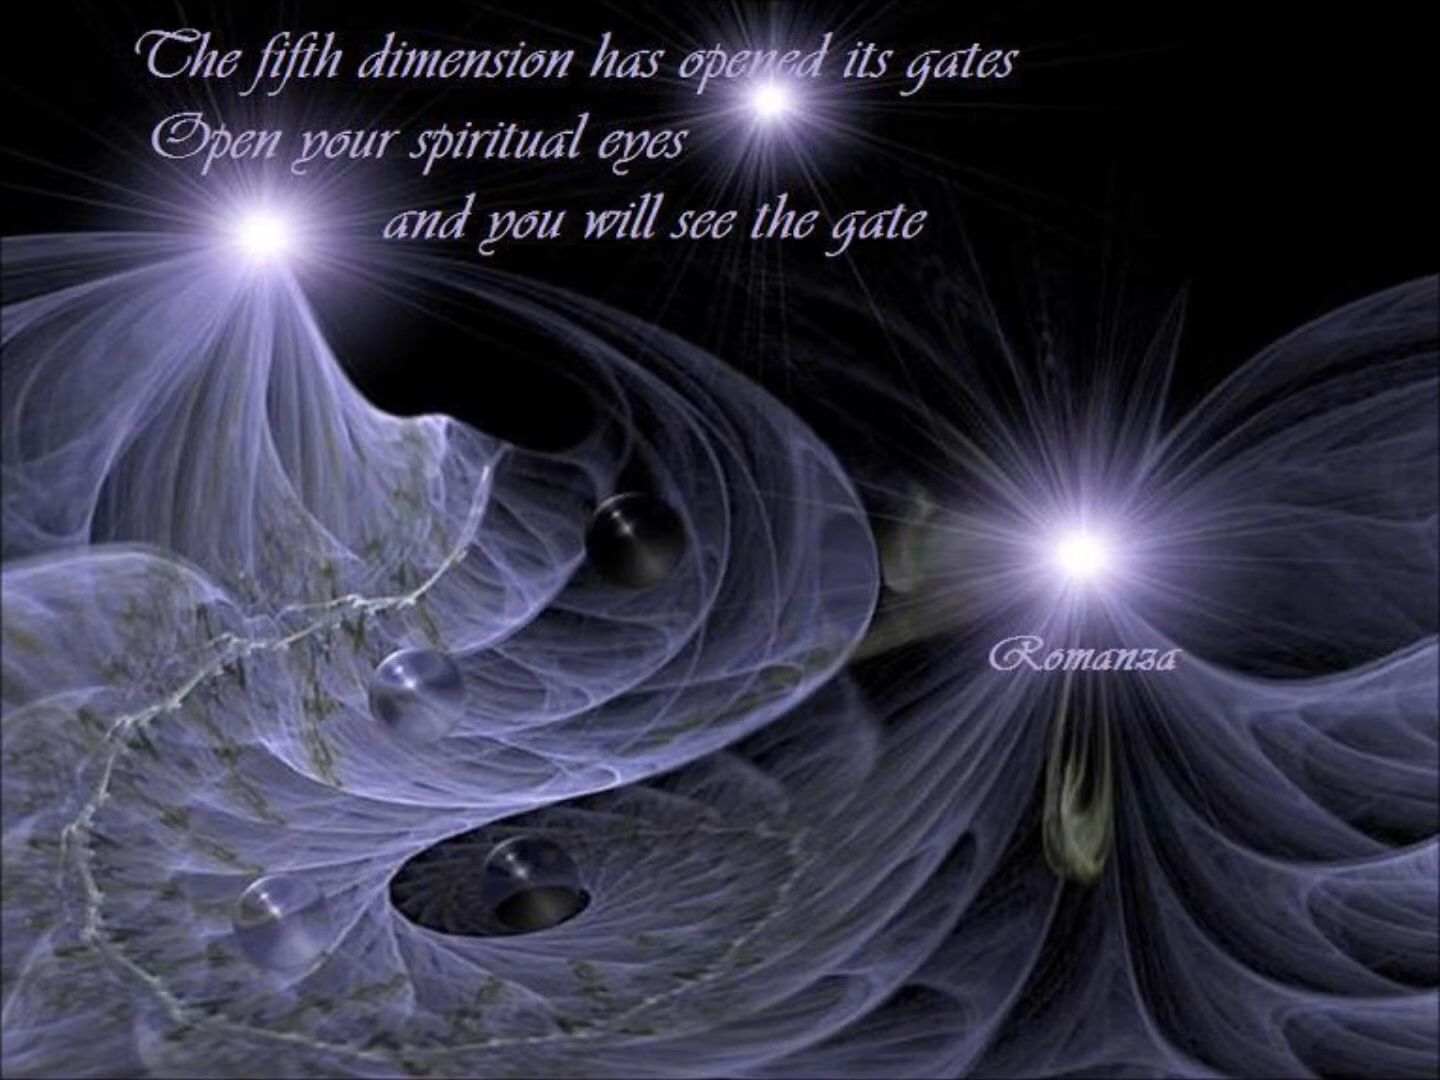 The fifth dimension has opened its gates
Open your spiritual eyes
and you will see the gate
Romanza